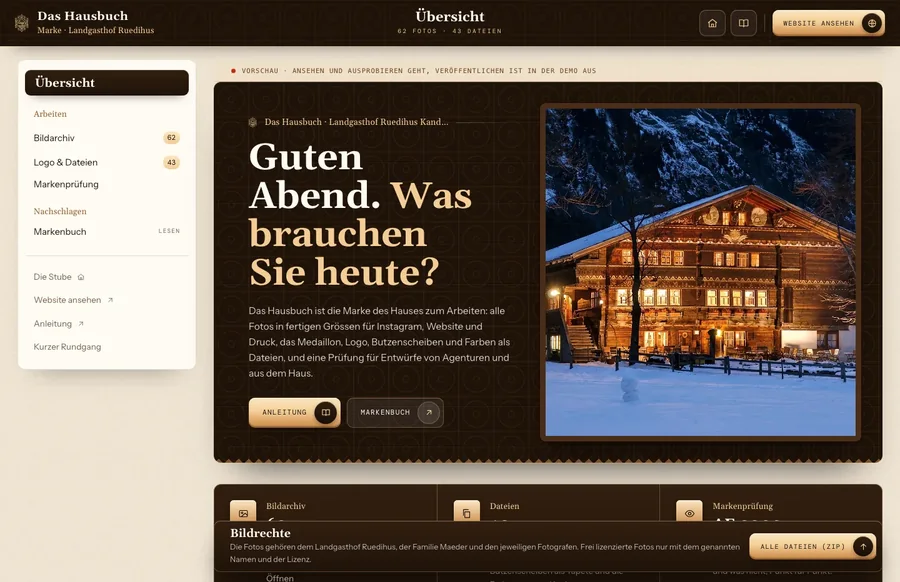 Das Hausbuch
Marke · Landgasthof Ruedihus
Übersicht
62 FOTOS · 43 DATEIEN
WEBSITE ANSEHEN
Übersicht
Arbeiten
Bildarchiv 62
Logo & Dateien 43
Markenprüfung
Nachschlagen
Markenbuch LESEN
Die Stube
Website ansehen
Anleitung
Kurzer Rundgang
VORSCHAU · ANSEHEN UND AUSPROBIEREN GEHT, VERÖFFENTLICHEN IST IN DER DEMO AUS
Das Hausbuch · Landgasthof Ruedihus Kand...
Guten
Abend. Was
brauchen
Sie heute?
Das Hausbuch ist die Marke des Hauses zum Arbeiten: alle
Fotos in fertigen Grössen für Instagram, Website und
Druck, das Medaillon, Logo, Butzenscheiben und Farben als
Dateien, und eine Prüfung für Entwürfe von Agenturen und
aus dem Haus.
ANLEITUNG
MARKENBUCH
Bildarchiv
Dateien
Markenprüfung
Bildrechte
Die Fotos gehören dem Landgasthof Ruedihus, der Familie Maeder und den jeweiligen Fotografen. Frei lizenzierte Fotos nur mit dem genannten
Namen und der Lizenz.
ALLE DATEIEN (ZIP)
Öffnen